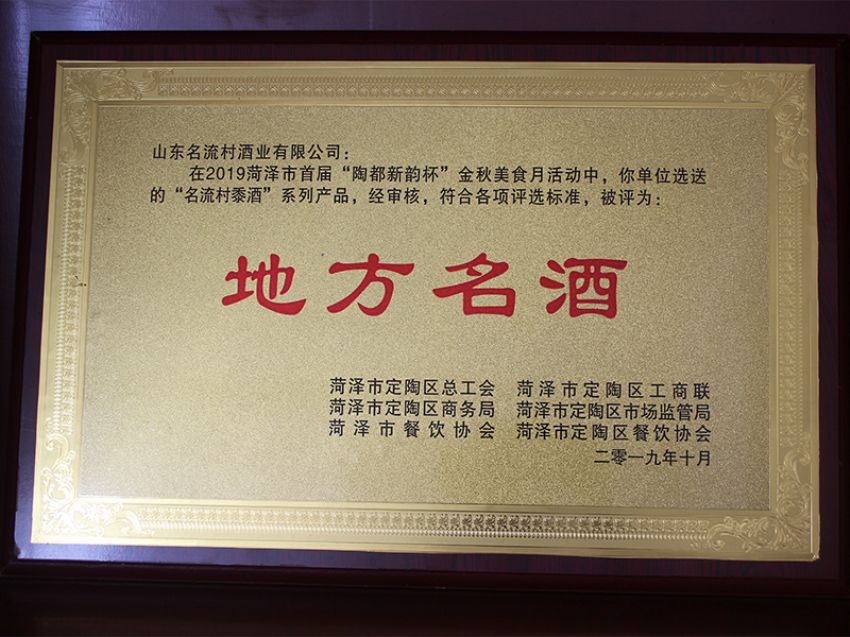 山东名流村酒业有限公司：
在2019菏泽市首届“陶都新韵杯”金秋美食月活动中，你单位选送
的“名流村黍酒”系列产品，经审核，符合各项评选标准，被评为：
地方名酒
菏泽市定陶区总工会 菏泽市定陶区工商联
菏泽市定陶区商务局 菏泽市定陶区市场监管局
菏泽市餐饮协会 菏泽市定陶区餐饮协会
二零一九年十月